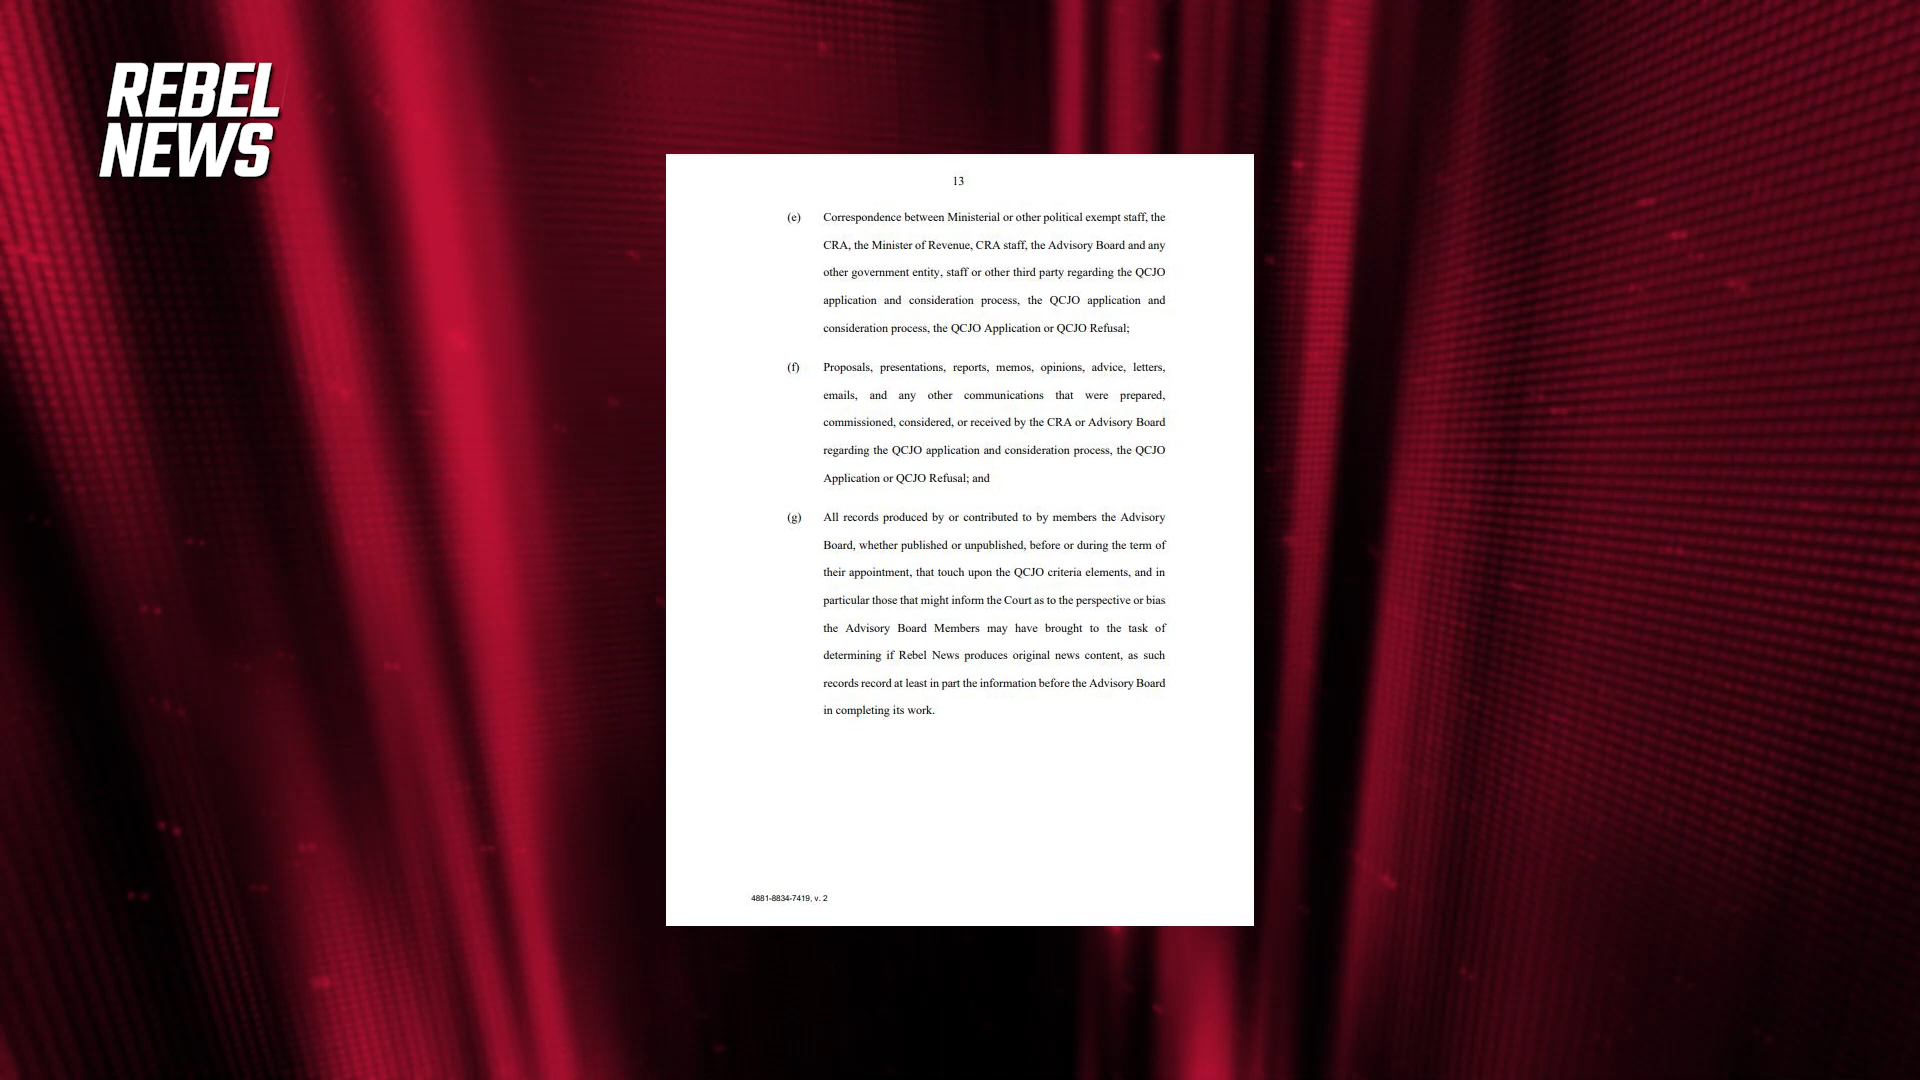 REBEL
NEWS
13
(e) Correspondence between Ministerial or other political exempt staff, the
CRA, the Minister of Revenue, CRA staff, the Advisory Board and any
other government entity, staff or other third party regarding the QCJO
application and consideration process, the QCJO application and
consideration process, the QCJO Application or QCJO Refusal;
(f) Proposals, presentations, reports, memos, opinions, advice, letters,
emails, and any other communications that were prepared,
commissioned, considered, or received by the CRA or Advisory Board
regarding the QCJO application and consideration process, the QCJO
Application or QCJO Refusal; and
(g) All records produced by or contributed to by members the Advisory
Board, whether published or unpublished, before or during the term of
their appointment, that touch upon the QCJO criteria elements, and in
particular those that might inform the Court as to the perspective or bias
the Advisory Board Members may have brought to the task of
determining if Rebel News produces original news content, as such
records record at least in part the information before the Advisory Board
in completing its work.
4881-8834-7419, v. 2